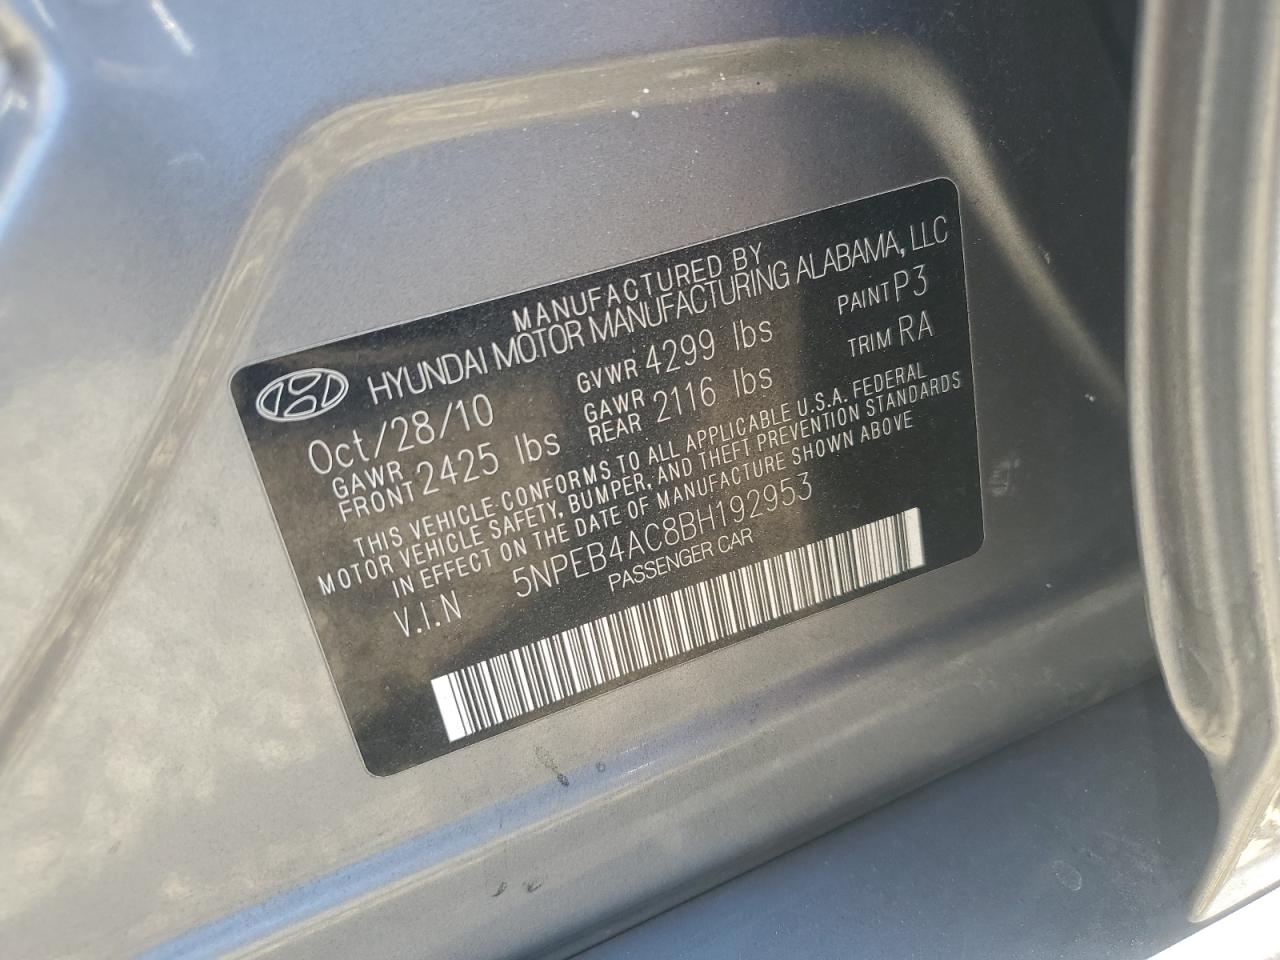 MANUFACTURED BY
HYUNDAI MOTOR MANUFACTURING ALABAMA, LLC
Oct/28/10 GVWR 4299 lbs PAINT P3
GAWR FRONT 2425 lbs GAWR REAR 2116 lbs TRIM RA
THIS VEHICLE CONFORMS TO ALL APPLICABLE U.S.A. FEDERAL
MOTOR VEHICLE SAFETY, BUMPER, AND THEFT PREVENTION STANDARDS
IN EFFECT ON THE DATE OF MANUFACTURE SHOWN ABOVE
V.I.N 5NPEB4AC8BH192953
PASSENGER CAR